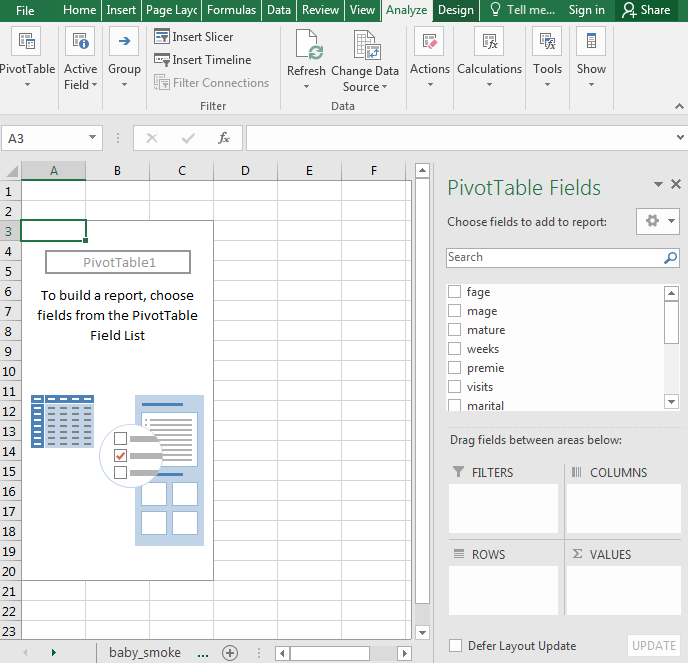 File Home Insert Page Layo Formulas Data Review View Analyze Design Tell me... Sign in Share
PivotTable
Active
Field
Group
Insert Slicer
Insert Timeline
Filter Connections
Filter
Refresh
Change Data
Source
Data
Actions
Calculations
Tools
Show
A3
fx
A B C D E F
1
2
3
4
5
6
7
8
9
10
11
12
13
14
15
16
17
18
19
20
21
22
23
PivotTable1
To build a report, choose
fields from the PivotTable
Field List
baby_smoke ...
PivotTable Fields
Choose fields to add to report:
Search
fage
mage
mature
weeks
premie
visits
marital
Drag fields between areas below:
FILTERS
COLUMNS
ROWS
Σ VALUES
Defer Layout Update
UPDATE